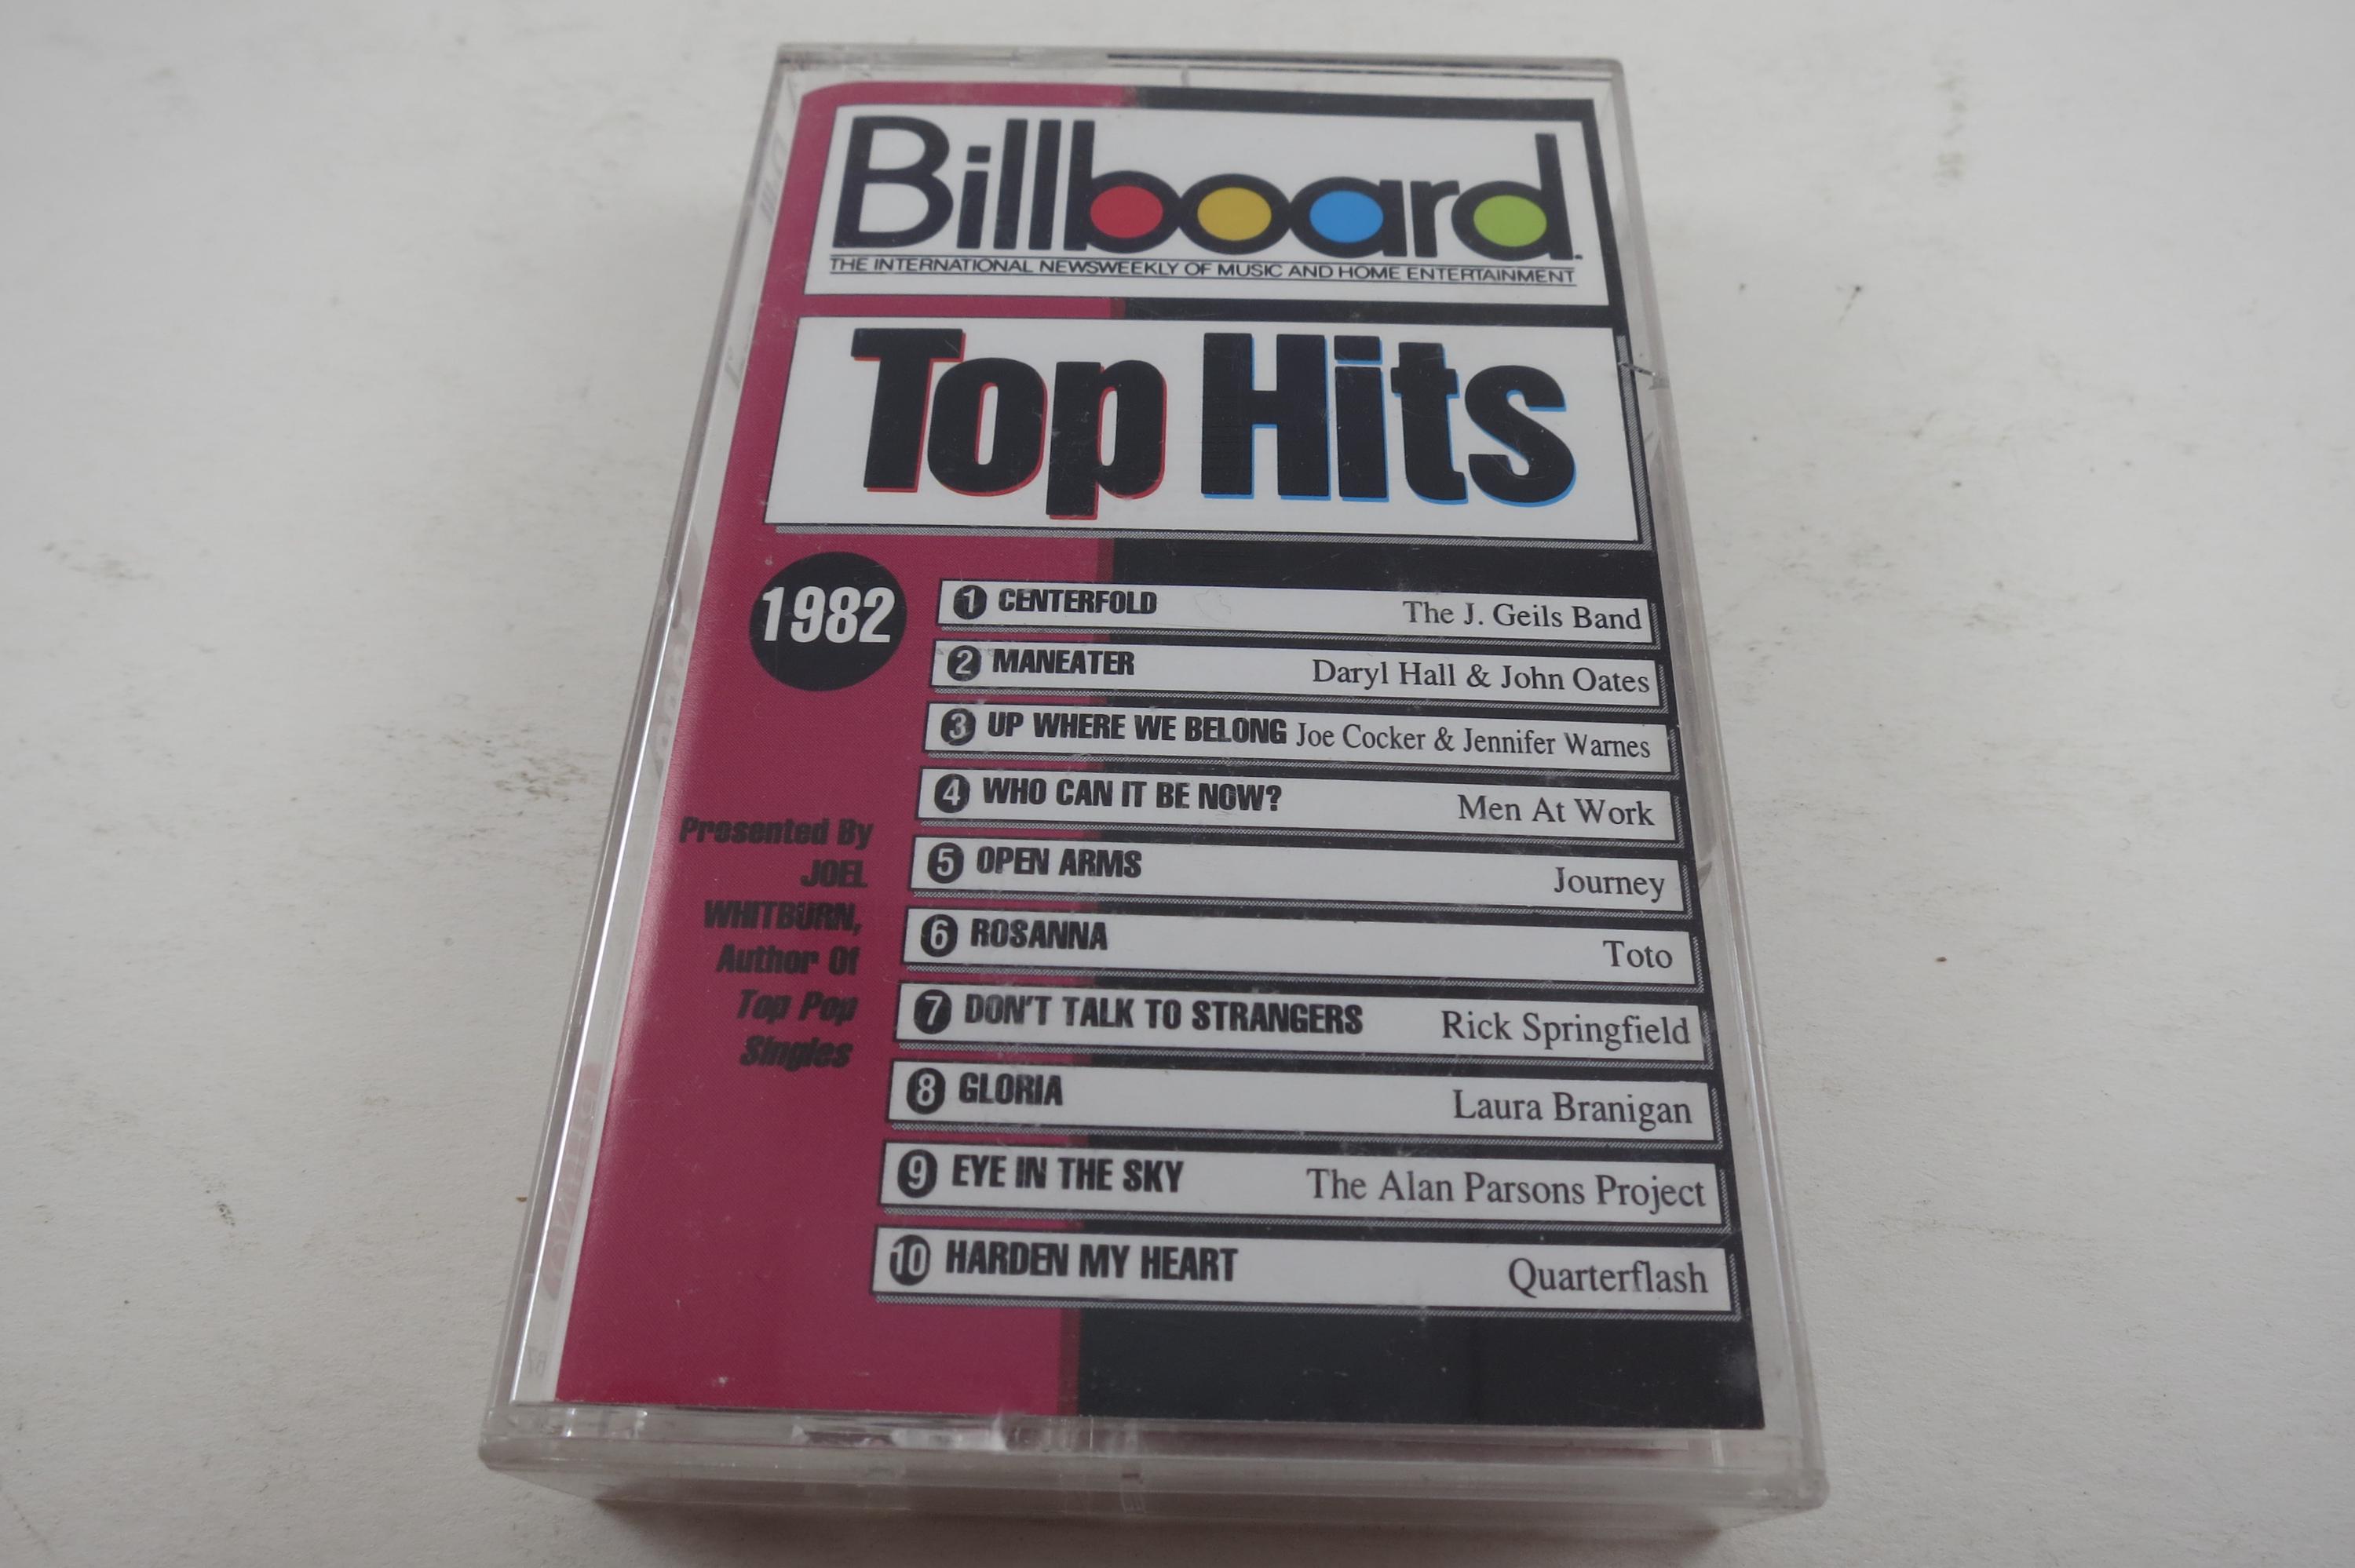 Billboard
THE INTERNATIONAL NEWSWEEKLY OF MUSIC AND HOME ENTERTAINMENT
Top Hits
1982
1 CENTERFOLD The J. Geils Band
2 MANEATER Daryl Hall & John Oates
3 UP WHERE WE BELONG Joe Cocker & Jennifer Warnes
4 WHO CAN IT BE NOW? Men At Work
5 OPEN ARMS Journey
6 ROSANNA Toto
7 DON'T TALK TO STRANGERS Rick Springfield
8 GLORIA Laura Branigan
9 EYE IN THE SKY The Alan Parsons Project
10 HARDEN MY HEART Quarterflash
Presented By
JOEL
WHITBURN,
Author Of
Top Pop
Singles